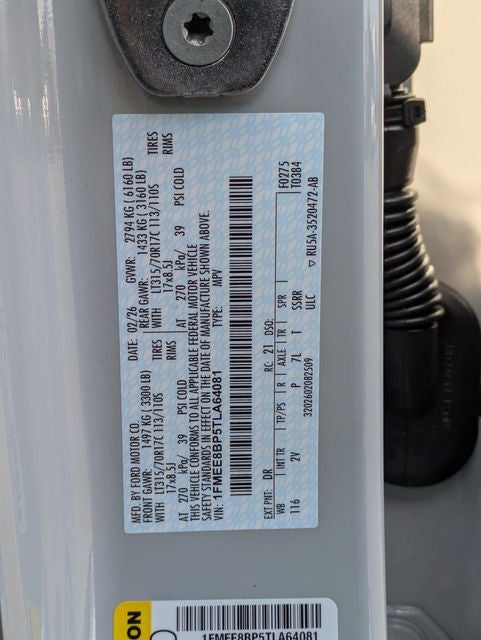 MFD. BY FORD MOTOR CO.
DATE: 02/26 GVWR: 2794 KG ( 6160 LB)
FRONT GAWR: 1497 KG ( 3300 LB) REAR GAWR: 1433 KG ( 3160 LB)
WITH LT315/70R17C 113/110S TIRES WITH LT315/70R17C 113/110S TIRES
17x8.5J RIMS 17x8.5J RIMS
AT 270 kPa/ 39 PSI COLD AT 270 kPa/ 39 PSI COLD
THIS VEHICLE CONFORMS TO ALL APPLICABLE FEDERAL MOTOR VEHICLE
SAFETY STANDARDS IN EFFECT ON THE DATE OF MANUFACTURE SHOWN ABOVE.
VIN: 1FMEE8BP5TLA64081 TYPE: MPV
EXT PNT: DR RC: 21 DSO: F0275
WB INT TR TP/PS R AXLE TR SPR T0384
116 2V P 7L T SSRR
ULC
3202602082509 ▽ RU5A-3520472-AB
ON
1FMEE8BP5TLA64081